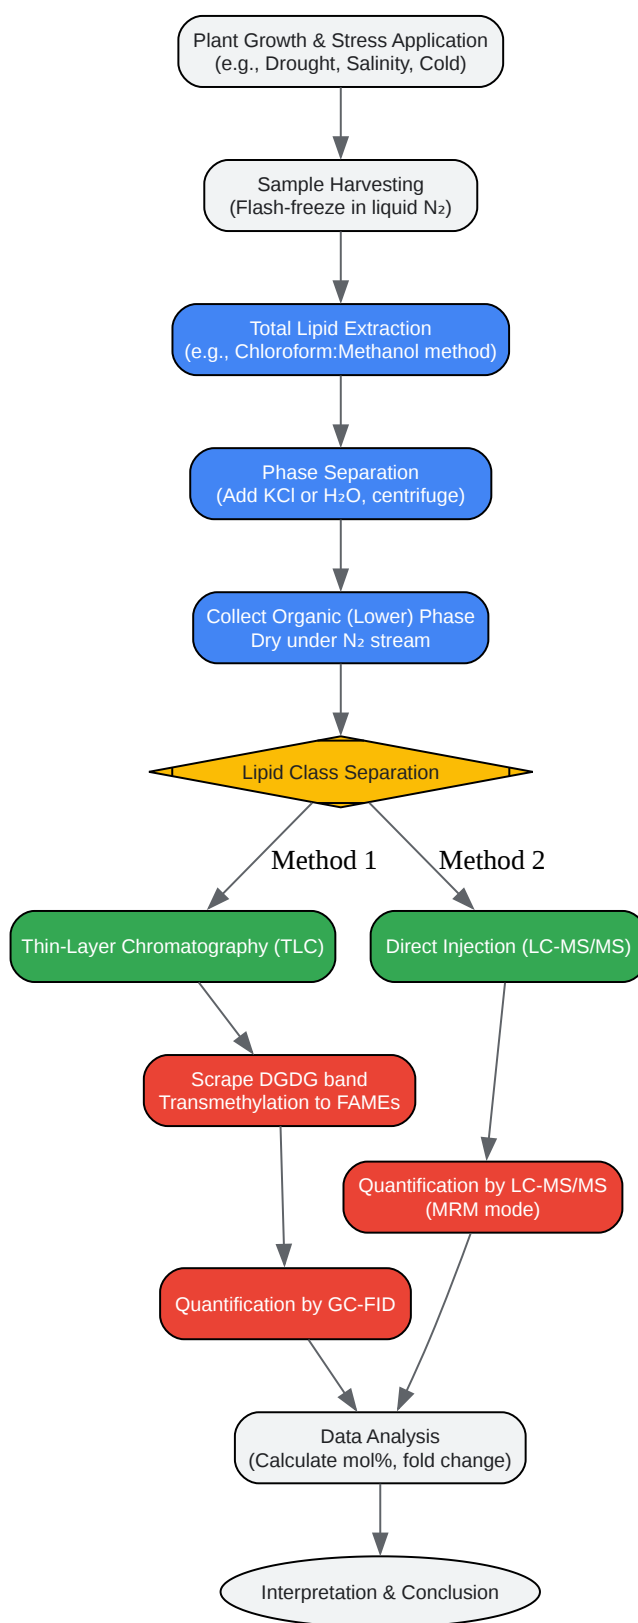 Plant Growth & Stress Application
(e.g., Drought, Salinity, Cold)
Sample Harvesting
(Flash-freeze in liquid N₂)
Total Lipid Extraction
(e.g., Chloroform:Methanol method)
Phase Separation
(Add KCl or H₂O, centrifuge)
Collect Organic (Lower) Phase
Dry under N₂ stream
Lipid Class Separation
Method 1
Method 2
Thin-Layer Chromatography (TLC)
Direct Injection (LC-MS/MS)
Scrape DGDG band
Transmethylation to FAMEs
Quantification by LC-MS/MS
(MRM mode)
Quantification by GC-FID
Data Analysis
(Calculate mol%, fold change)
Interpretation & Conclusion